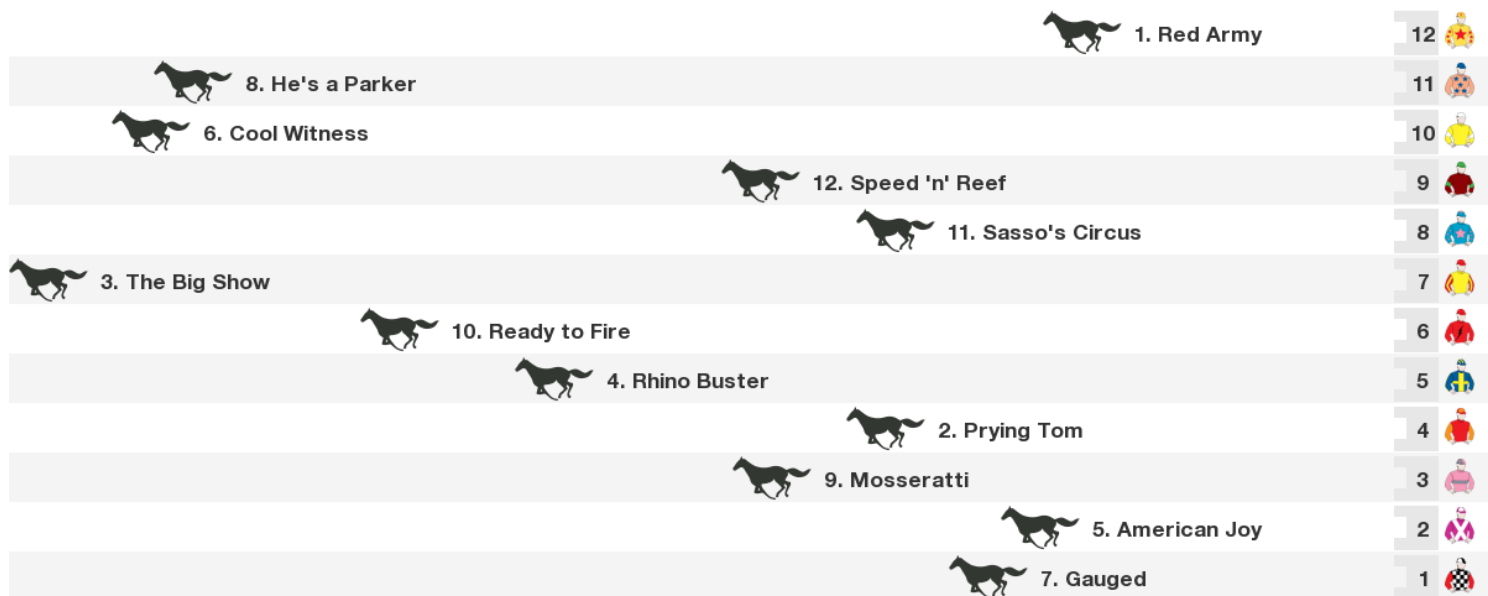 1. Red Army 12
8. He's a Parker 11
6. Cool Witness 10
12. Speed 'n' Reef 9
11. Sasso's Circus 8
3. The Big Show 7
10. Ready to Fire 6
4. Rhino Buster 5
2. Prying Tom 4
9. Mosseratti 3
5. American Joy 2
7. Gauged 1